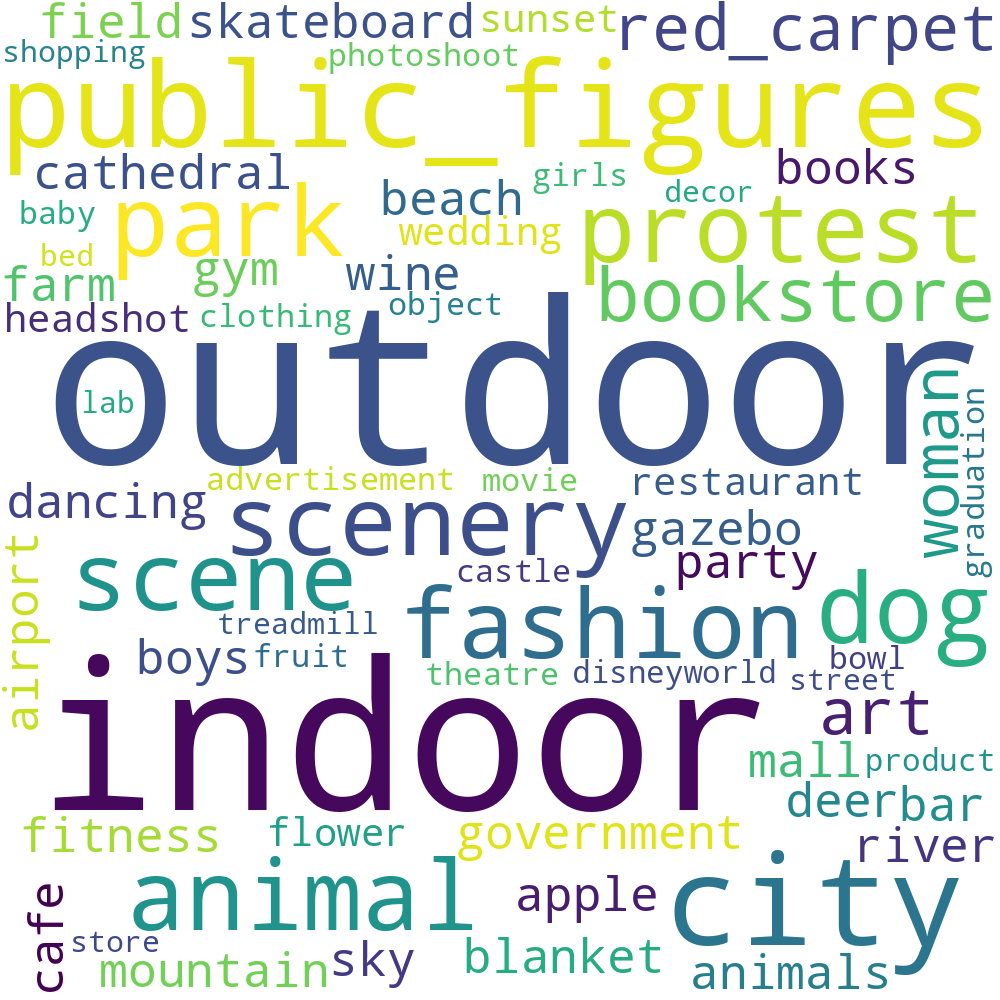 field skateboard sunset red_carpet
shopping photoshoot
public_figures
cathedral girls books
baby park beach decor protest
wedding
bed gym wine
farm bookstore
headshot clothing object
outdoor
lab
woman
graduation
advertisement movie restaurant
dancing scenery gazebo
airport scene castle party
fashion dog
treadmill
boys fruit theatre disneyworld bowl
street
indoor art
mall product
deer bar
fitness flower government river
animal city
cafe apple
store
mountain sky blanket animals